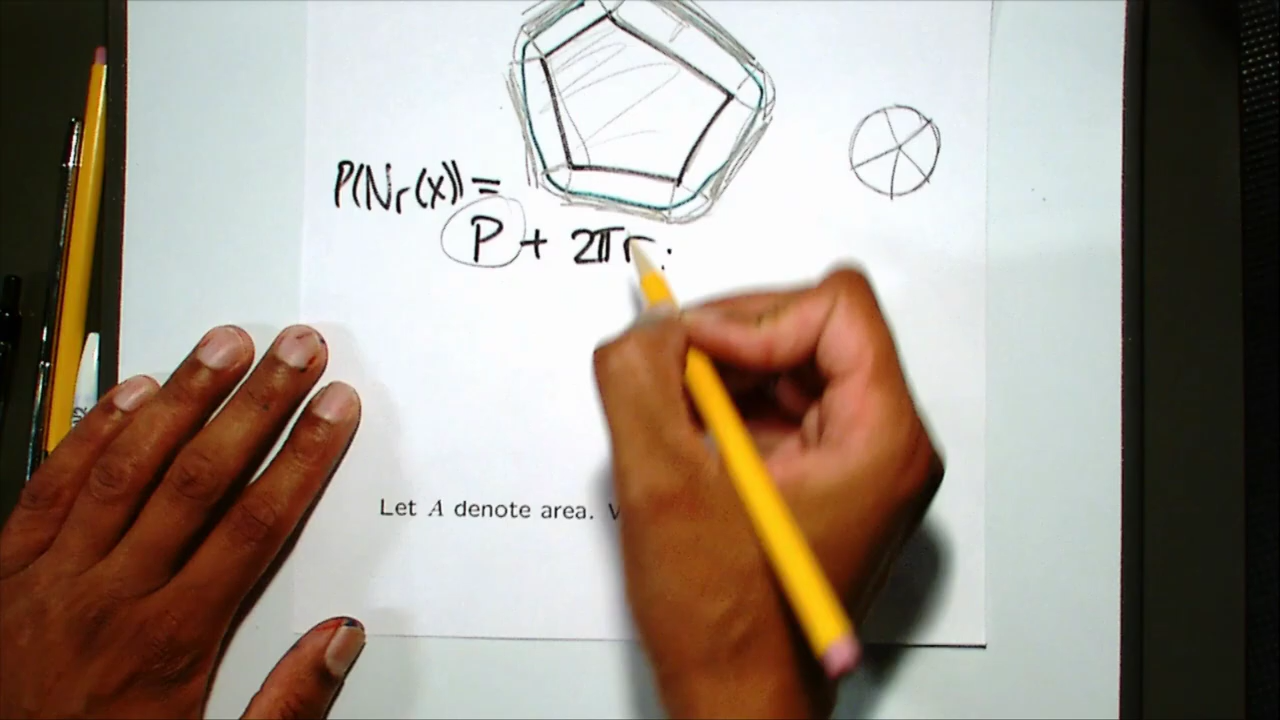 P(Nr(x)) =
P + 2πr.
Let A denote area.